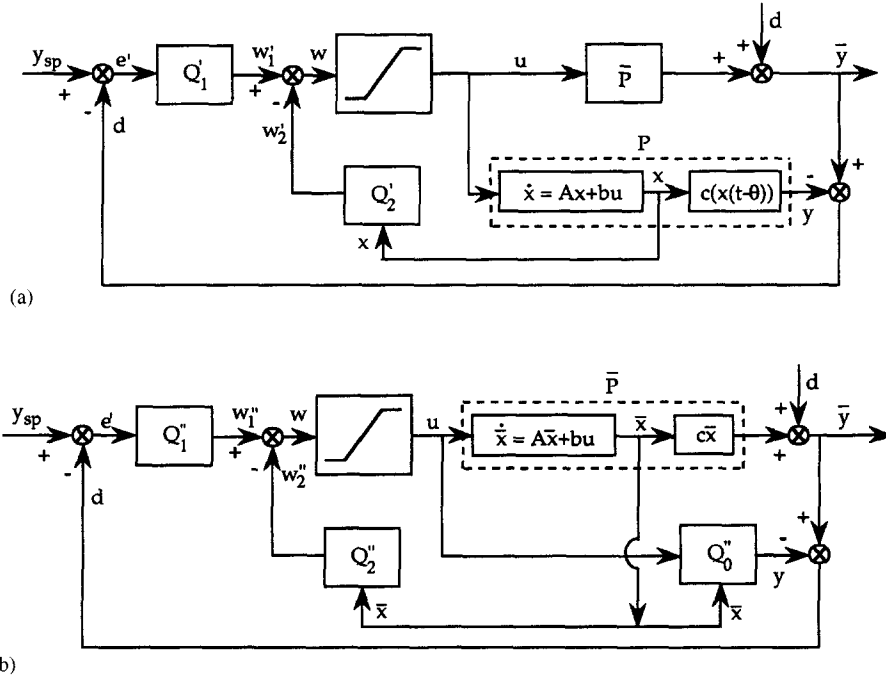 d
y_sp e' Q'_1 w'_1 w u P̄ ȳ
+ + + +
- - P +
d w'_2
x -
Q'_2 ẋ = Ax+bu c(x(t-θ))
y
x
(a)
P̄
d
y_sp e' Q''_1 w''_1 w u x̄ ȳ
ẋ̄ = Ax̄+bu cx̄
+ + + +
- -
w''_2
d +
Q''_2 Q''_0 -
y
x̄ x̄
b)